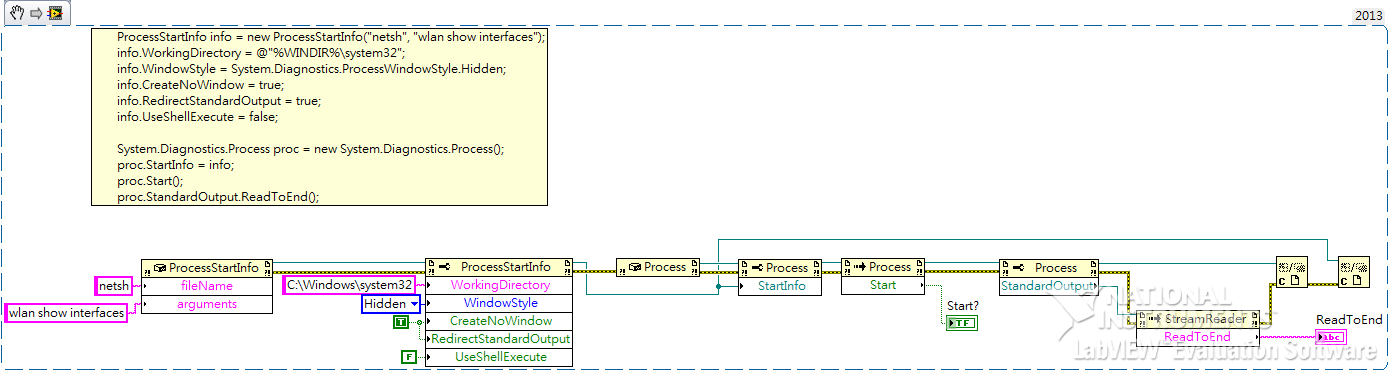 2013
ProcessStartInfo info = new ProcessStartInfo("netsh", "wlan show interfaces");
info.WorkingDirectory = @"%WINDIR%\system32";
info.WindowStyle = System.Diagnostics.ProcessWindowStyle.Hidden;
info.CreateNoWindow = true;
info.RedirectStandardOutput = true;
info.UseShellExecute = false;
System.Diagnostics.Process proc = new System.Diagnostics.Process();
proc.StartInfo = info;
proc.Start();
proc.StandardOutput.ReadToEnd();
netsh
wlan show interfaces
ProcessStartInfo
fileName
arguments
C:\Windows\system32
Hidden
T
F
ProcessStartInfo
WorkingDirectory
WindowStyle
CreateNoWindow
RedirectStandardOutput
UseShellExecute
Process
Process
StartInfo
Process
Start
Start?
TF
Process
StandardOutput
StreamReader
ReadToEnd
C
C
ReadToEnd
abc
NATIONAL
INSTRUMENTS
LabVIEW™ Evaluation Software